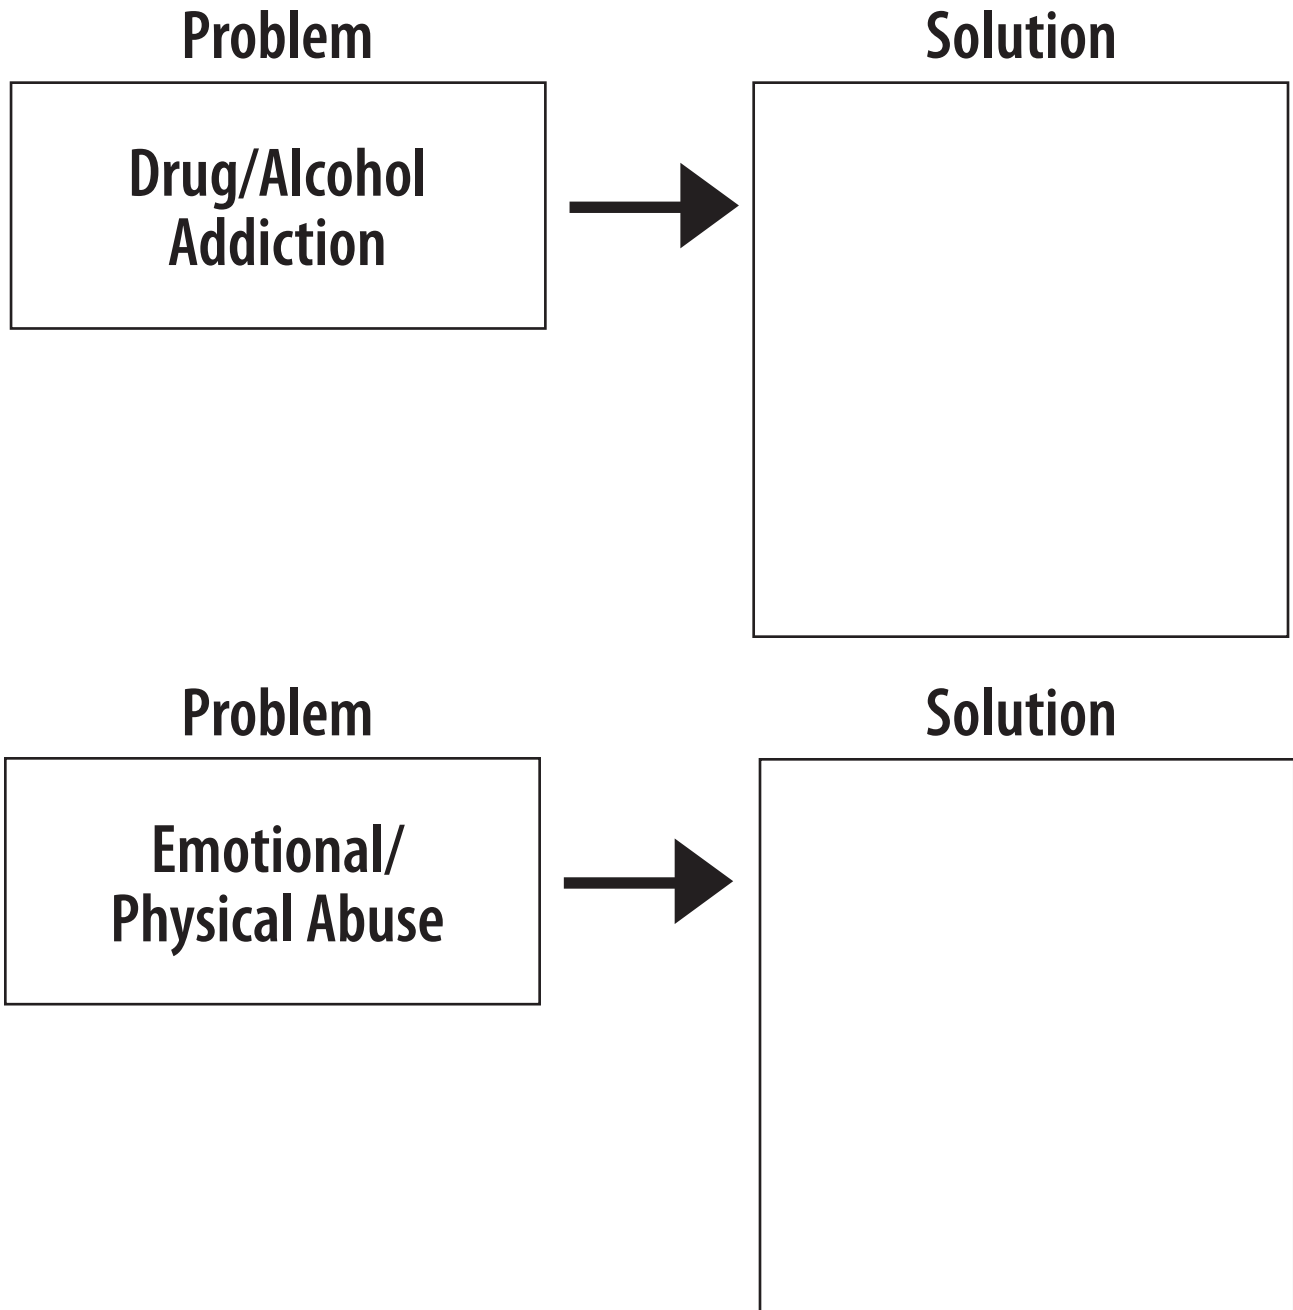 Problem
Solution
Drug/Alcohol
Addiction
Problem
Solution
Emotional/
Physical Abuse